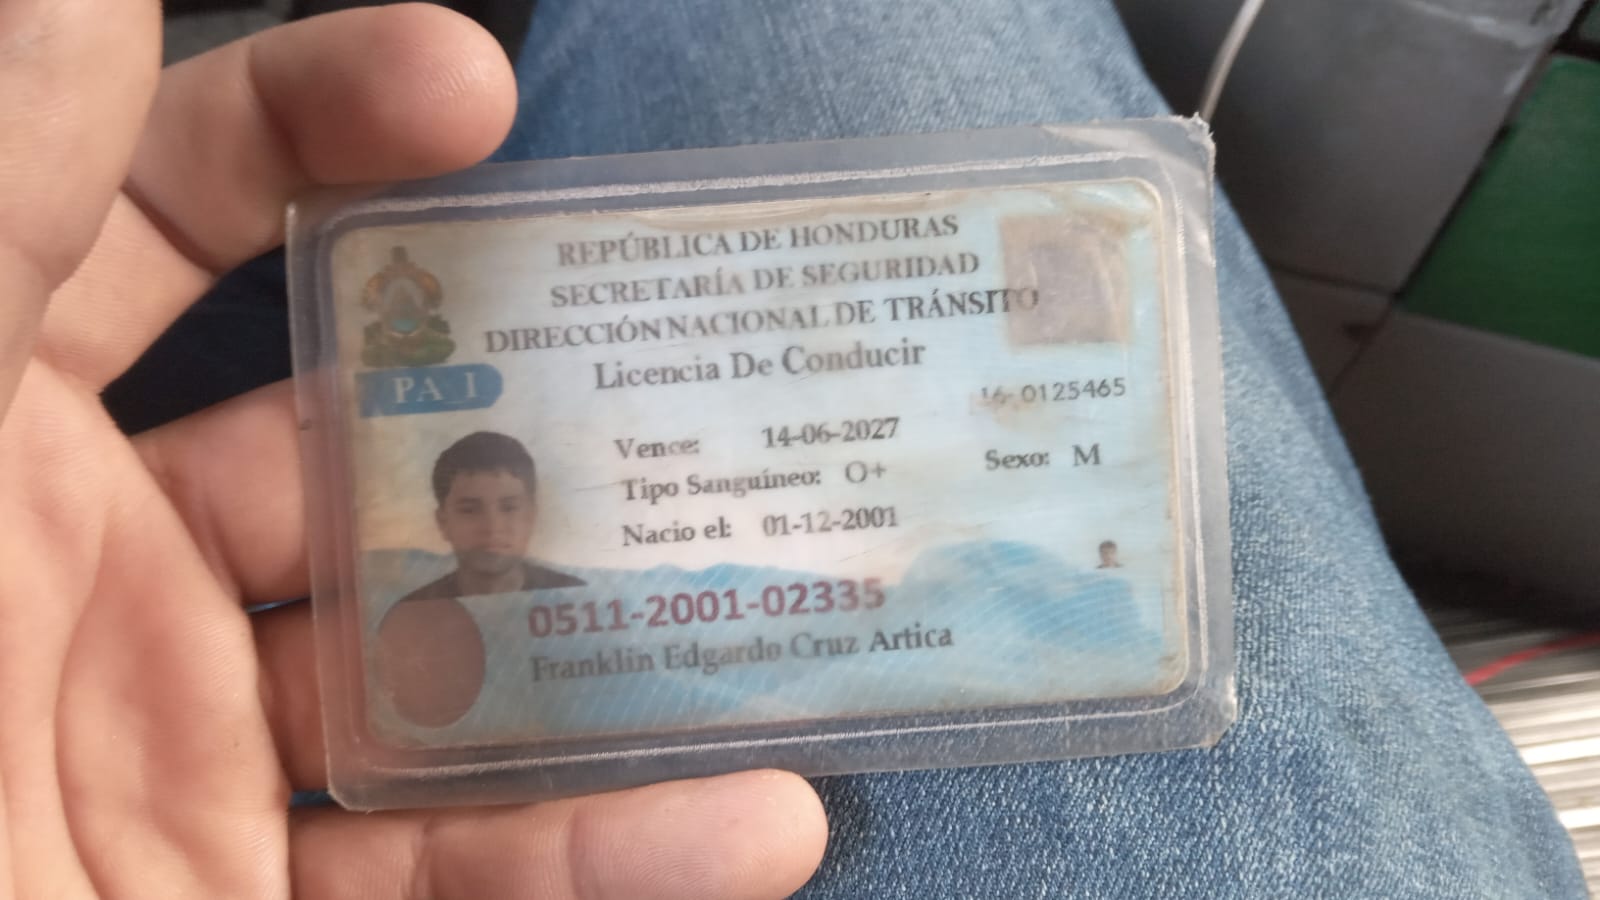 REPÚBLICA DE HONDURAS
SECRETARÍA DE SEGURIDAD
DIRECCIÓN NACIONAL DE TRÁNSITO
Licencia De Conducir
PA_I
16-0125465
Vence: 14-06-2027
Tipo Sanguíneo: O+ Sexo: M
Nacio el: 01-12-2001
0511-2001-02335
Franklin Edgardo Cruz Artica